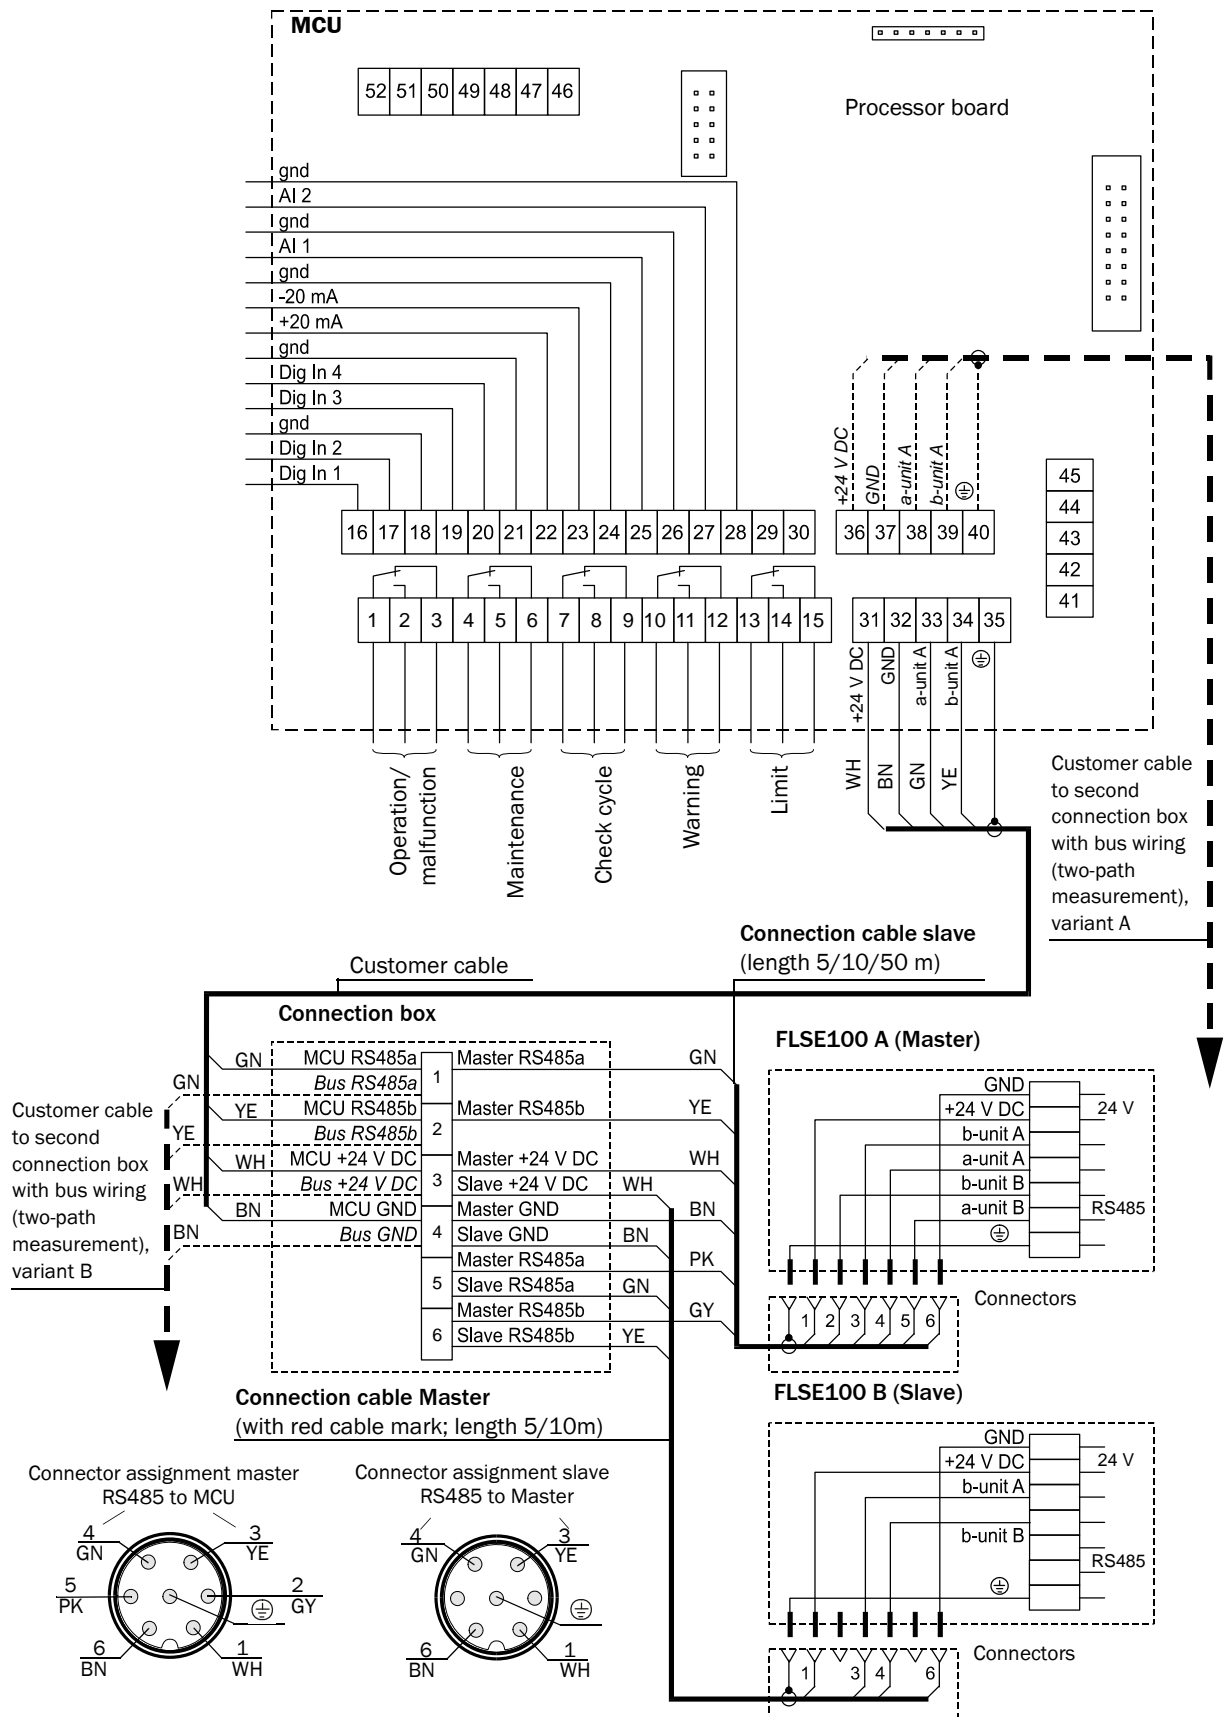 MCU
Processor board
52 51 50 49 48 47 46
gnd
AI 2
gnd
AI 1
gnd
-20 mA
+20 mA
gnd
Dig In 4
Dig In 3
gnd
Dig In 2
Dig In 1
+24 V DC
GND
a-unit A
b-unit A
16 17 18 19 20 21 22 23 24 25 26 27 28 29 30
36 37 38 39 40
45
44
43
42
41
1 2 3 4 5 6 7 8 9 10 11 12 13 14 15
31 32 33 34 35
+24 V DC
GND
a-unit A
b-unit A
WH
BN
GN
YE
Operation/
malfunction
Maintenance
Check cycle
Warning
Limit
Customer cable
to second
connection box
with bus wiring
(two-path
measurement),
variant A
Connection cable slave
(length 5/10/50 m)
Customer cable
Connection box
GN MCU RS485a 1 Master RS485a GN
GN Bus RS485a
YE MCU RS485b 2 Master RS485b YE
YE Bus RS485b
WH MCU +24 V DC 3 Master +24 V DC WH
WH Bus +24 V DC Slave +24 V DC WH
BN MCU GND 4 Master GND BN
BN Bus GND Slave GND BN
5 Master RS485a PK
Slave RS485a GN
6 Master RS485b GY
Slave RS485b YE
Customer cable
to second
connection box
with bus wiring
(two-path
measurement),
variant B
FLSE100 A (Master)
GND
+24 V DC 24 V
b-unit A
a-unit A
b-unit B
a-unit B RS485
Connectors
1 2 3 4 5 6
Connection cable Master
(with red cable mark; length 5/10m)
FLSE100 B (Slave)
GND
+24 V DC 24 V
b-unit A
b-unit B
RS485
Connectors
1 3 4 6
Connector assignment master
RS485 to MCU
4 GN
3 YE
5 PK
2 GY
6 BN
1 WH
Connector assignment slave
RS485 to Master
4 GN
3 YE
6 BN
1 WH